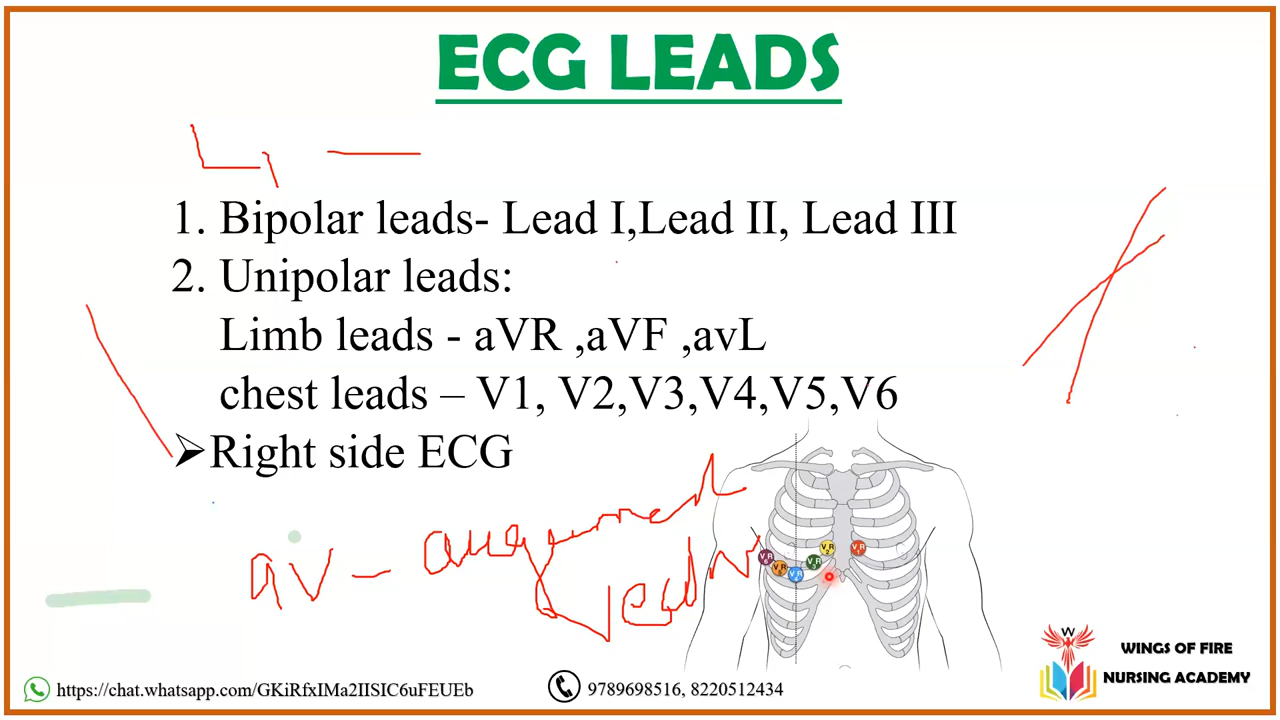 ECG LEADS
1. Bipolar leads- Lead I,Lead II, Lead III
2. Unipolar leads:
Limb leads - aVR ,aVF ,avL
chest leads – V1, V2,V3,V4,V5,V6
➢Right side ECG
av -
W
WINGS OF FIRE
NURSING ACADEMY
https://chat.whatsapp.com/GKiRfxIMa2IISIC6uFEUEb
9789698516, 8220512434